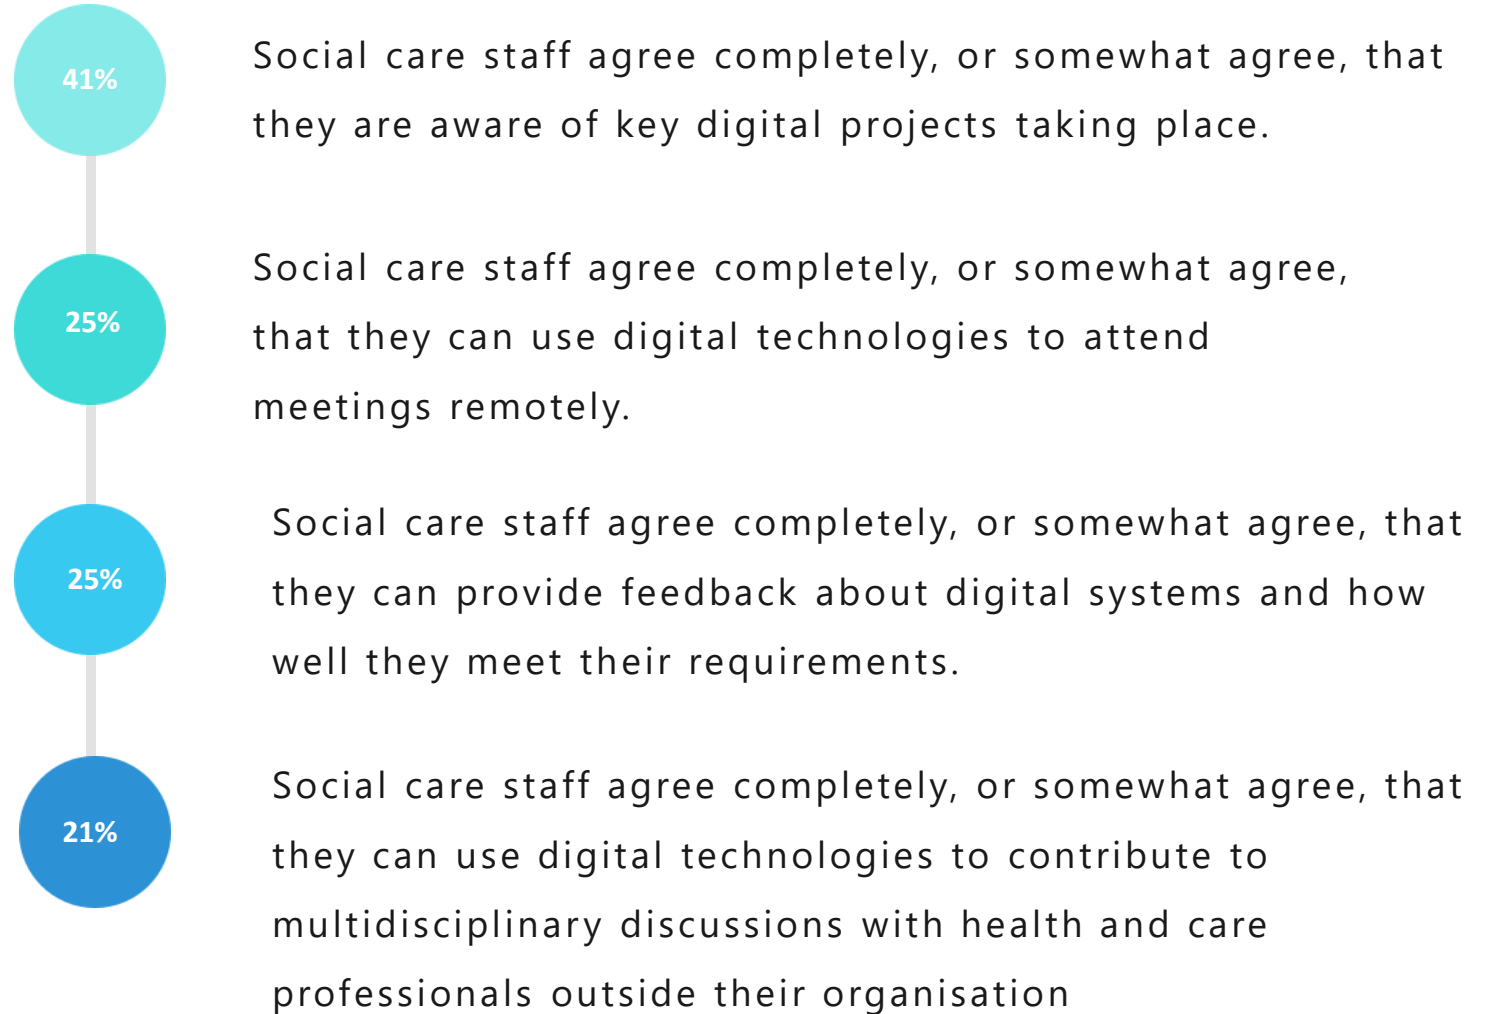 41%
Social care staff agree completely, or somewhat agree, that
they are aware of key digital projects taking place.
25%
Social care staff agree completely, or somewhat agree,
that they can use digital technologies to attend
meetings remotely.
25%
Social care staff agree completely, or somewhat agree, that
they can provide feedback about digital systems and how
well they meet their requirements.
21%
Social care staff agree completely, or somewhat agree, that
they can use digital technologies to contribute to
multidisciplinary discussions with health and care
professionals outside their organisation